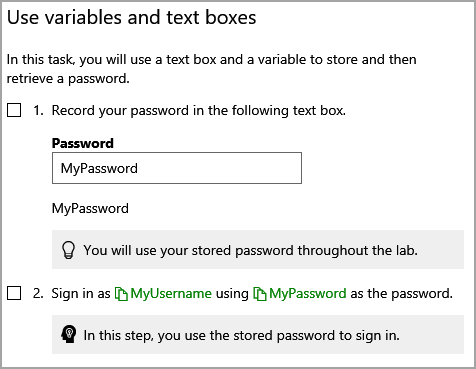 Use variables and text boxes
In this task, you will use a text box and a variable to store and then
retrieve a password.
1. Record your password in the following text box.
Password
MyPassword
MyPassword
You will use your stored password throughout the lab.
2. Sign in as MyUsername using MyPassword as the password.
In this step, you use the stored password to sign in.